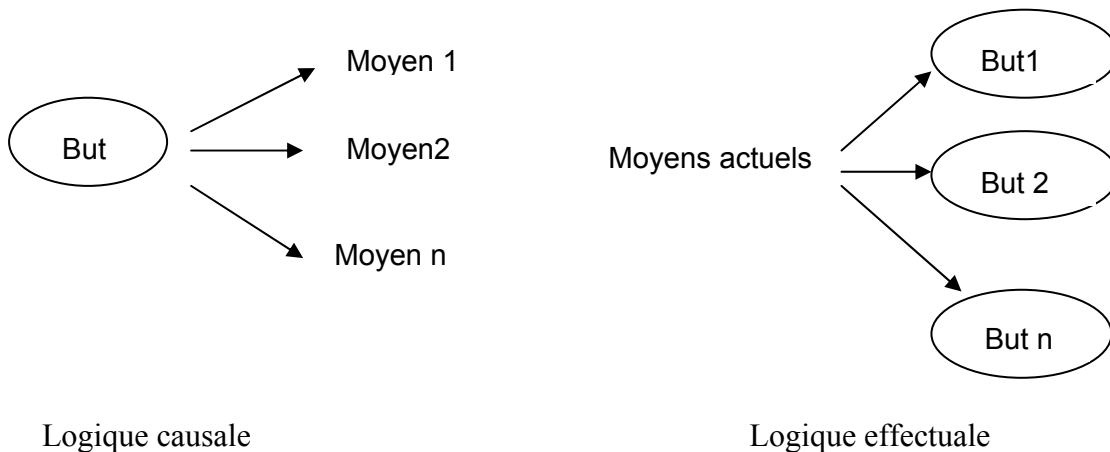 But
Moyen 1
Moyen2
Moyen n
Logique causale
Moyens actuels
But1
But 2
But n
Logique effectuale